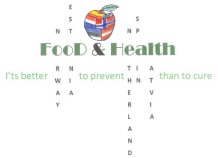 E
S S
N T N P
FooD & Health
R N T I A
I'ts better to prevent than to cure
W I H N T
A A E V
Y R I
L A
A
N
D